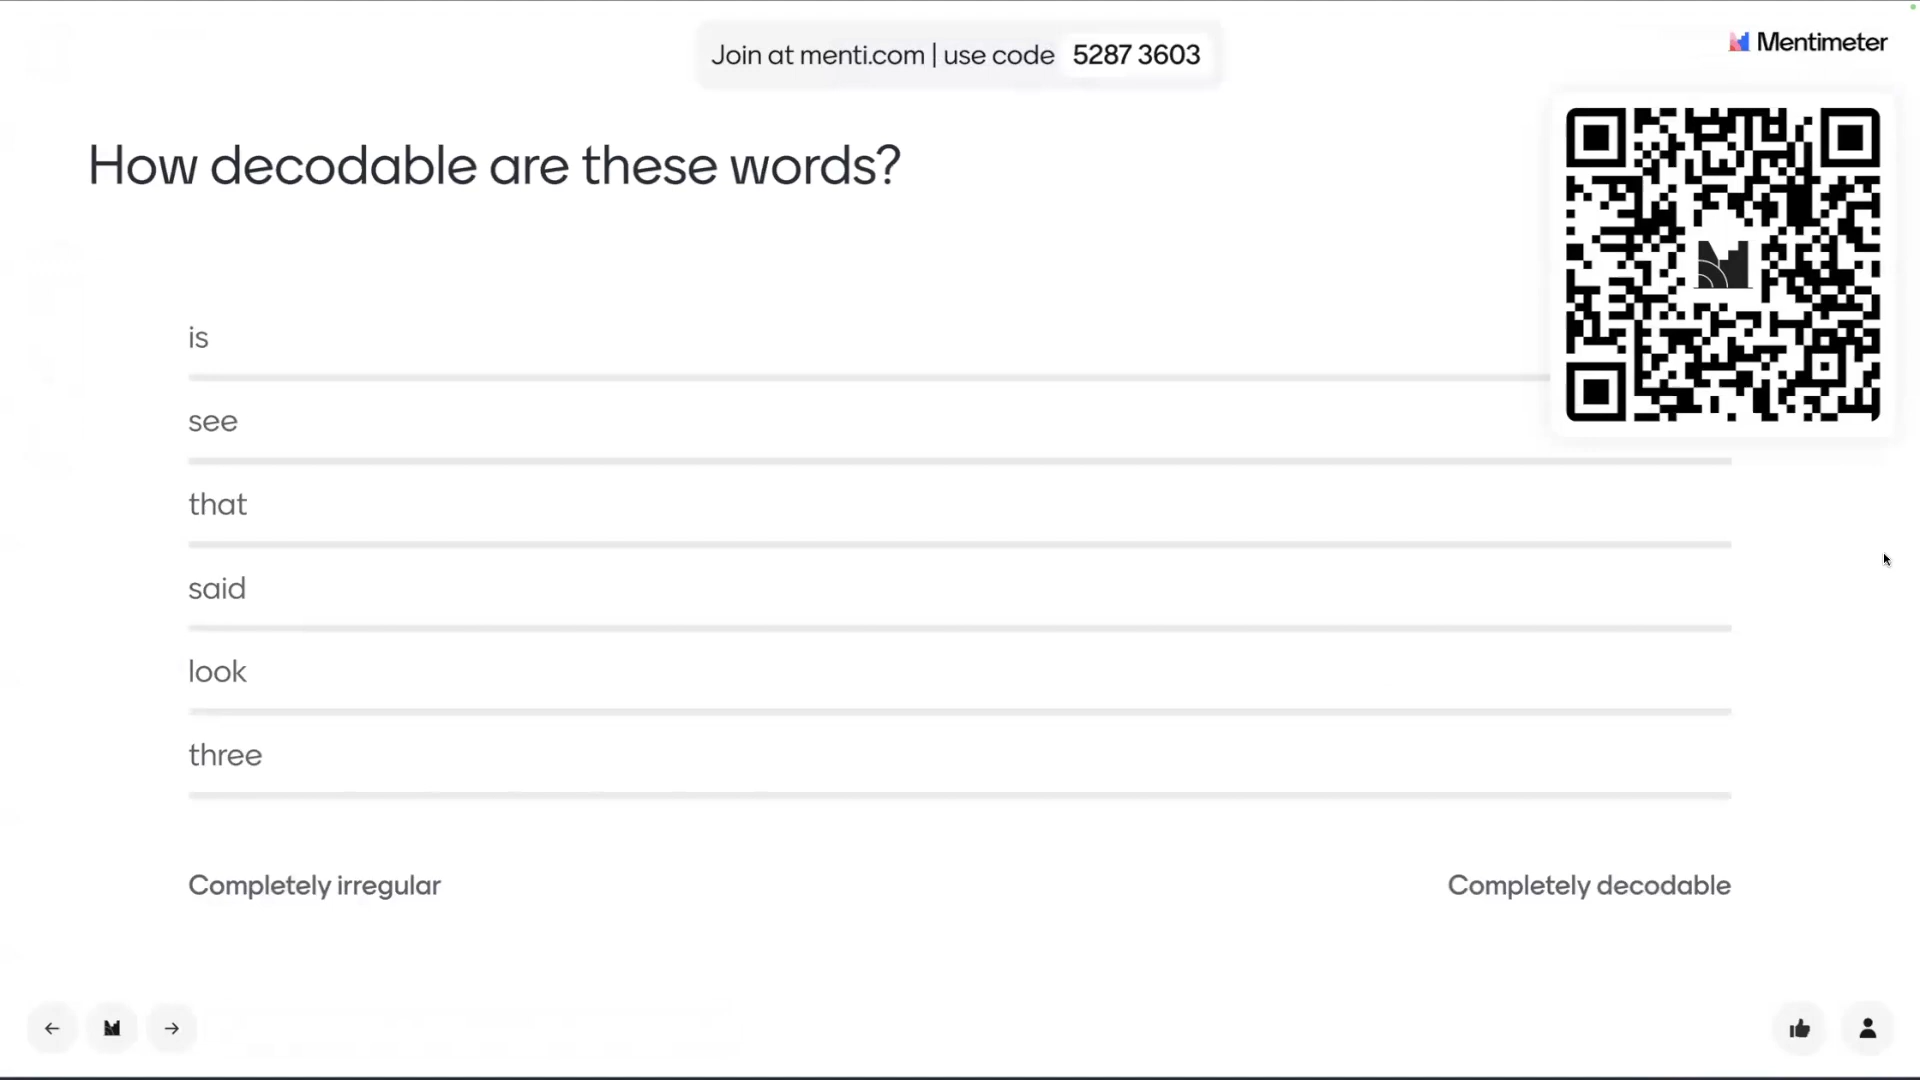 Join at menti.com | use code 5287 3603
Mentimeter
How decodable are these words?
is
see
that
said
look
three
Completely irregular
Completely decodable